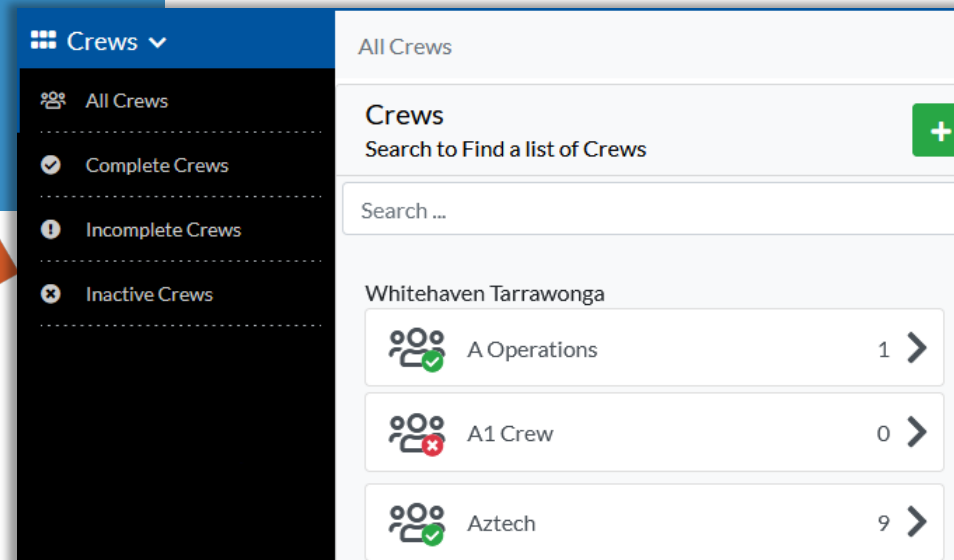 Crews
All Crews
Complete Crews
Incomplete Crews
Inactive Crews
All Crews
Crews
Search to Find a list of Crews
+
Search ...
Whitehaven Tarrawonga
A Operations 1
A1 Crew 0
Aztech 9